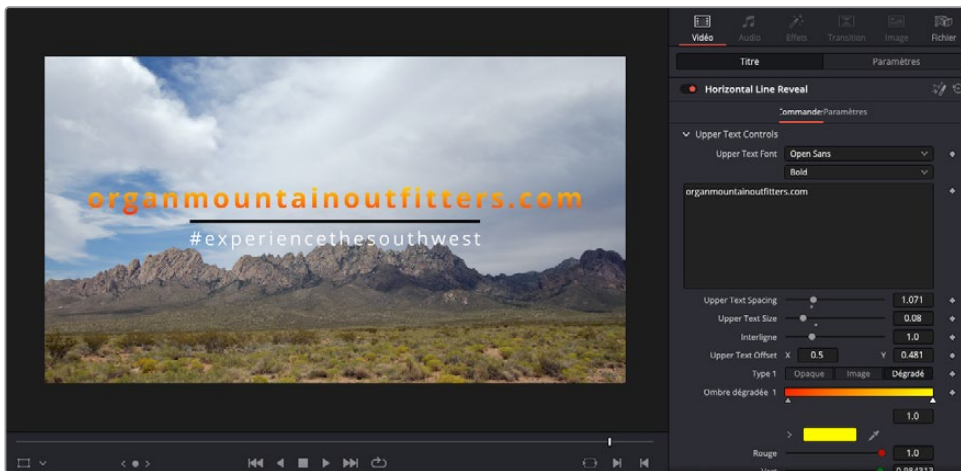 Vidéo
Audio
Effets
Transition
Image
Fichier
Titre
Paramètres
Horizontal Line Reveal
Commande
Paramètres
Upper Text Controls
Upper Text Font
Open Sans
Bold
organmountainoutfitters.com
organmountainoutfitters.com
#experiencethesouthwest
Upper Text Spacing 1.071
Upper Text Size 0.08
Interligne 1.0
Upper Text Offset X 0.5 Y 0.481
Type 1 Opaque Image Dégradé
Ombre dégradée 1
1.0
Rouge 1.0